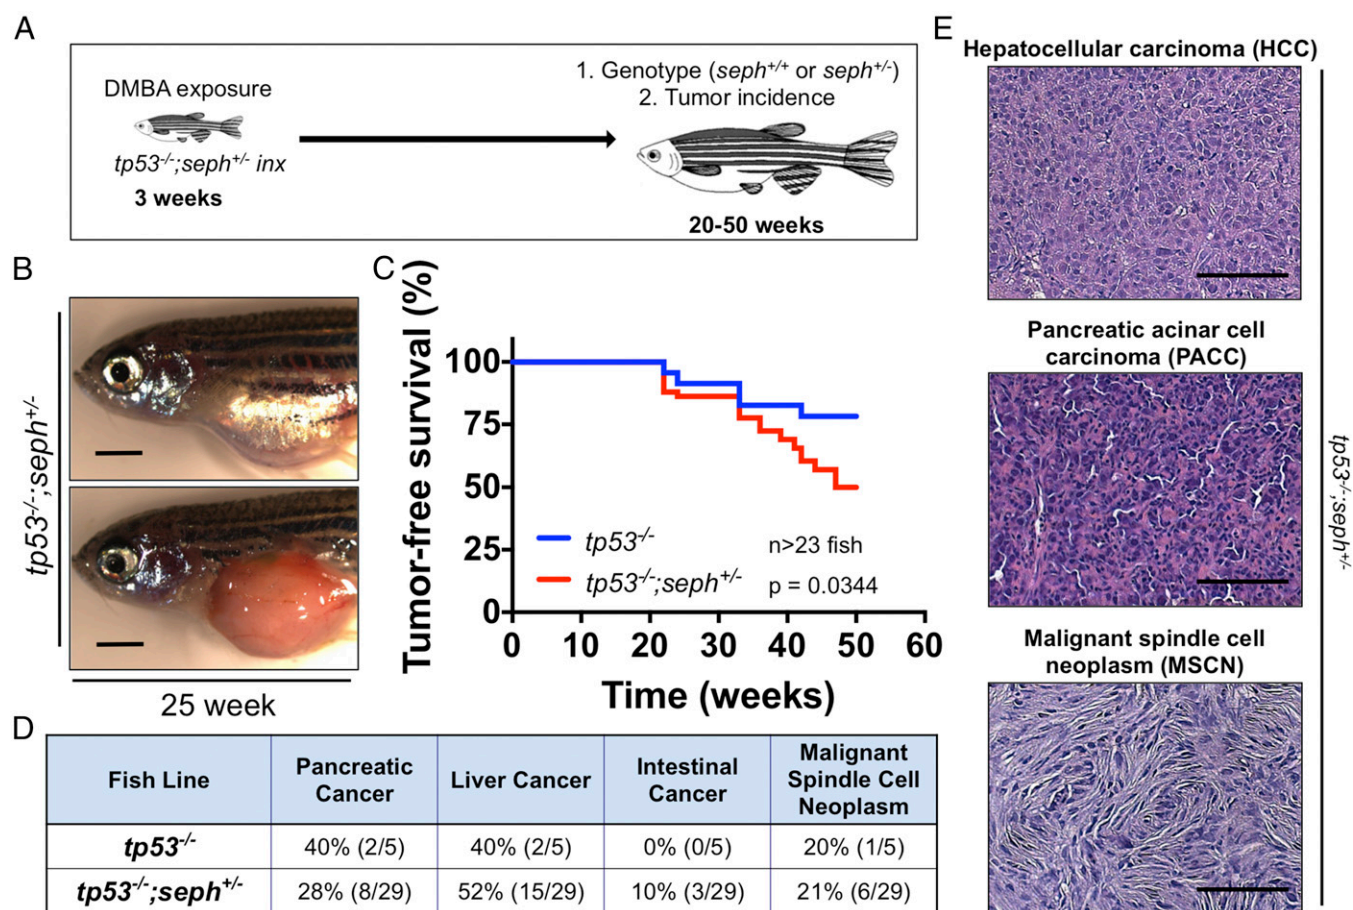 A
DMBA exposure
tp53-/-;seph+/- inx
3 weeks
1. Genotype (seph+/+ or seph+/-)
2. Tumor incidence
20-50 weeks
B
tp53-/-;seph+/-
25 week
C
Tumor-free survival (%)
100
75
50
25
0
tp53-/-
n>23 fish
tp53-/-;seph+/-
p = 0.0344
0 10 20 30 40 50 60
Time (weeks)
D
Fish Line
Pancreatic
Cancer
Liver Cancer
Intestinal
Cancer
Malignant
Spindle Cell
Neoplasm
tp53-/- 40% (2/5) 40% (2/5) 0% (0/5) 20% (1/5)
tp53-/-;seph+/- 28% (8/29) 52% (15/29) 10% (3/29) 21% (6/29)
E
Hepatocellular carcinoma (HCC)
Pancreatic acinar cell
carcinoma (PACC)
Malignant spindle cell
neoplasm (MSCN)
tp53-/-;seph+/-